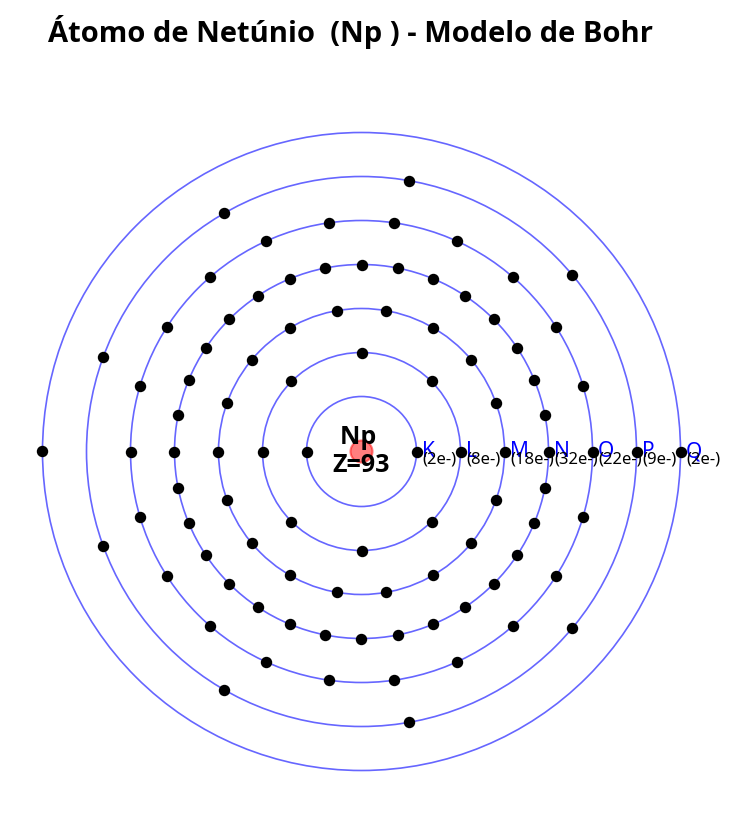 Átomo de Netúnio (Np ) - Modelo de Bohr
Np
Z=93
K L M N O P Q
(2e-) (8e-) (18e-) (32e-) (22e-) (9e-) (2e-)